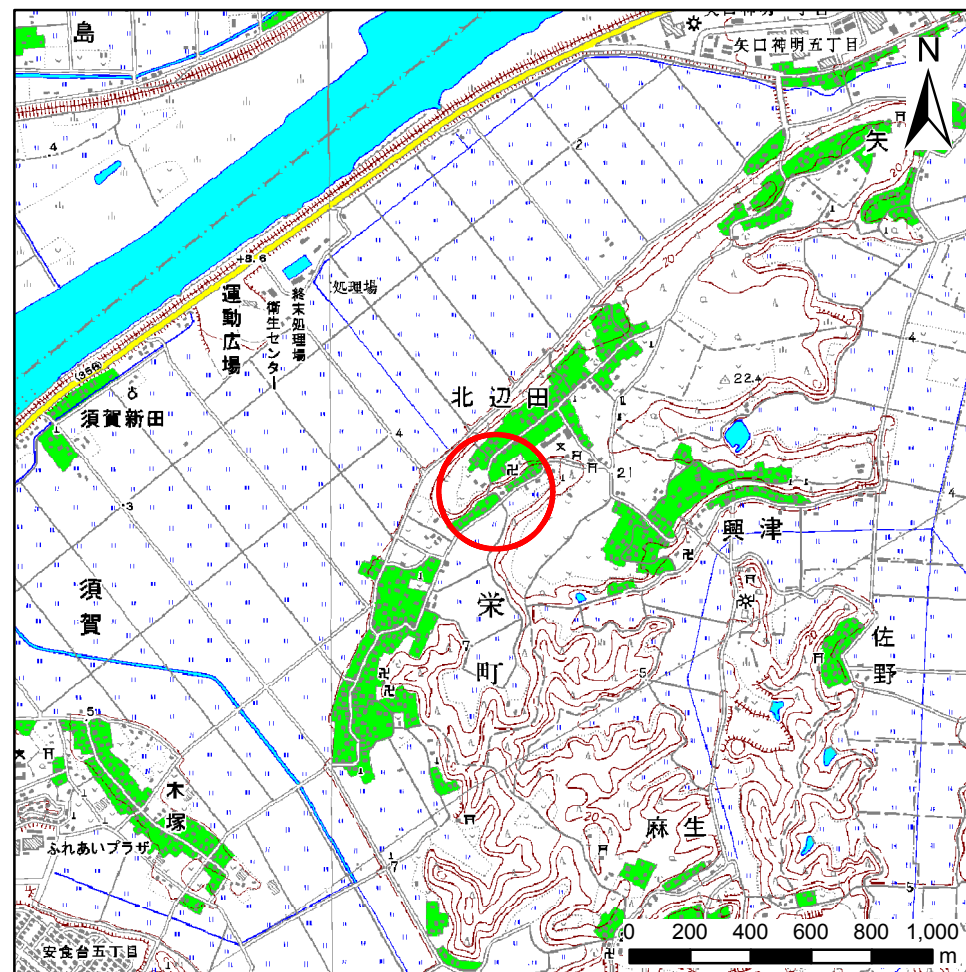 島
矢口神明五丁目
N
矢
20
2
4
+8.6
運動広場
衛生センター
終末処理場
処理場
20
(356)
須賀新田
北辺田
22.4
4
4
21
3
興津
須賀
栄町
7
5
佐野
5
木塚
ふれあいプラザ
麻生
20
7
5
安食台五丁目
0 200 400 600 800 1,000
m